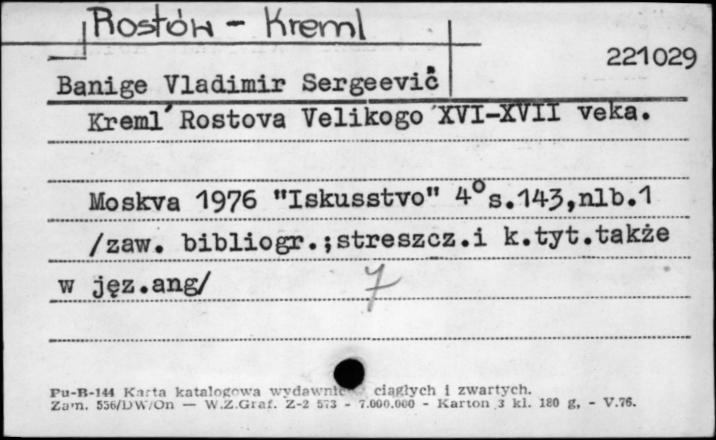 Rostów - Kreml
221029
Banige Vladimir Sergeevič
Kreml´ Rostova Velikogo XVI-XVII veka.
Moskva 1976 "Iskusstvo" 4° s.143,nlb.1
/zaw. bibliogr.;streszcz.i k.tyt.także
w jęz.ang/
7
Pu-B-144 Karta katalogowa ciągłych i zwartych.
Zam. 556/DW/On — W.Z.Graf. Z-2 573 - 7.000.000 - Karton 3 kl. 180 g, - V.76.